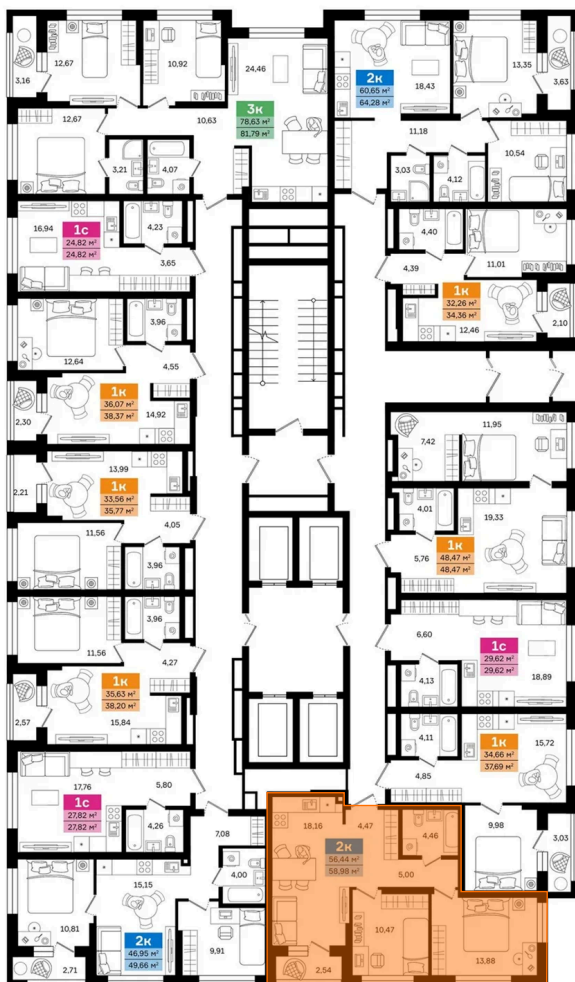 3,16
12,67
10,92
24,46
3к
78,63 м²
81,79 м²
12,67
10,63
3,21
4,07
2к
60,65 м²
64,28 м²
18,43
13,35
3,63
11,18
3,03
4,12
10,54
16,94
1с
24,82 м²
24,82 м²
4,23
3,65
4,40
4,39
11,01
1к
32,26 м²
34,36 м²
12,46
2,10
12,64
3,96
4,55
1к
36,07 м²
38,37 м²
14,92
2,30
13,99
2,21
1к
33,56 м²
35,77 м²
4,05
11,56
3,96
7,42
11,95
4,01
19,33
5,76
1к
48,47 м²
48,47 м²
11,56
3,96
4,27
1к
35,63 м²
38,20 м²
2,57
15,84
6,60
1с
29,62 м²
29,62 м²
4,13
18,89
4,11
1к
34,66 м²
37,69 м²
15,72
4,85
9,98
3,03
17,76
5,80
1с
27,82 м²
27,82 м²
4,26
7,08
4,00
15,15
10,81
2к
46,95 м²
49,66 м²
9,91
2,71
18,16
4,47
2к
56,44 м²
58,98 м²
4,46
5,00
10,47
2,54
13,88